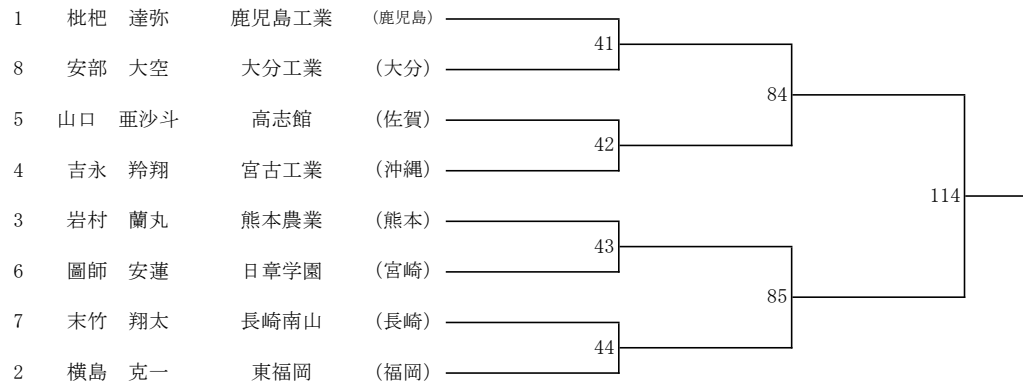 1 枇杷 達弥 鹿児島工業 (鹿児島)
41
8 安部 大空 大分工業 (大分)
84
5 山口 亜沙斗 高志館 (佐賀)
42
4 吉永 羚翔 宮古工業 (沖縄)
114
3 岩村 蘭丸 熊本農業 (熊本)
43
6 圖師 安蓮 日章学園 (宮崎)
85
7 末竹 翔太 長崎南山 (長崎)
44
2 横島 克一 東福岡 (福岡)